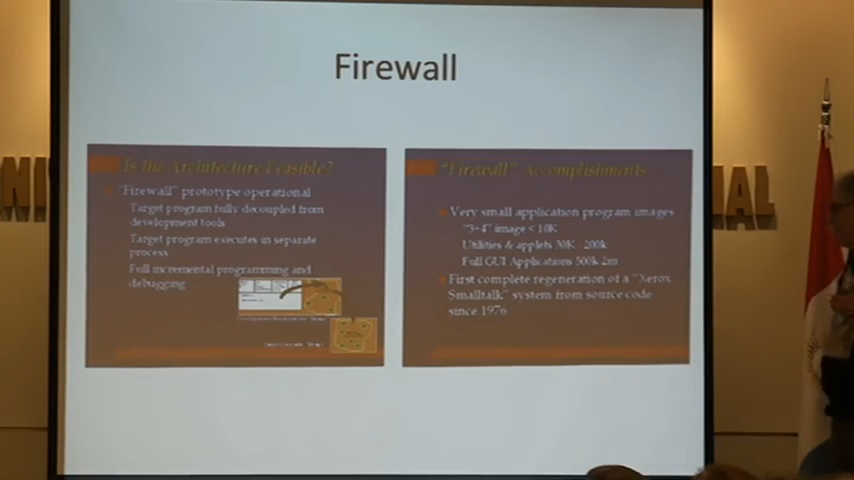 Firewall
Is the Architecture Feasible?
"Firewall" prototype operational
Target program fully decoupled from
development tools
Target program executes in separate
process
Full incremental programming and
debugging
"Firewall" Accomplishments
Very small application program images
"3+4" image < 10K
Utilities & applets 30K - 200k
Full GUI Applications 500k-2m
First complete regeneration of a "Xerox
Smalltalk" system from source code
since 1976